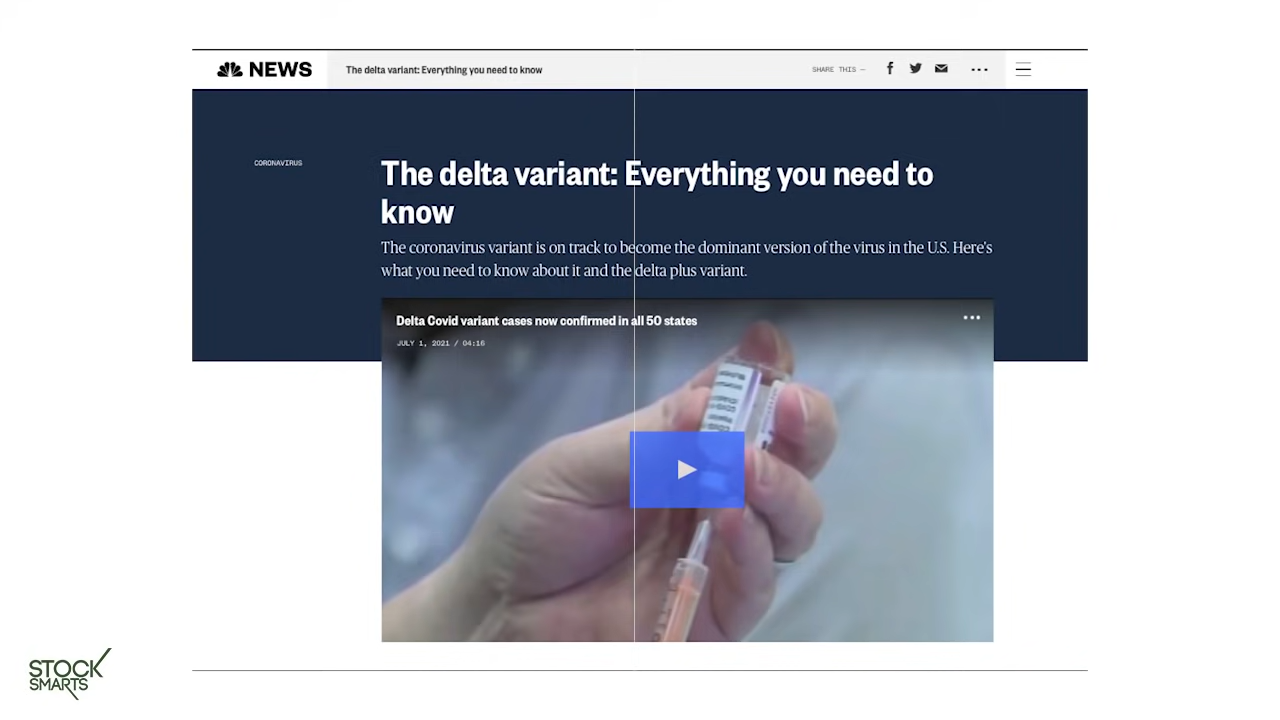 NEWS
The delta variant: Everything you need to know
SHARE THIS —
CORONAVIRUS
The delta variant: Everything you need to
know
The coronavirus variant is on track to become the dominant version of the virus in the U.S. Here's
what you need to know about it and the delta plus variant.
Delta Covid variant cases now confirmed in all 50 states
JULY 1, 2021 / 04:16
STOCK
SMARTS